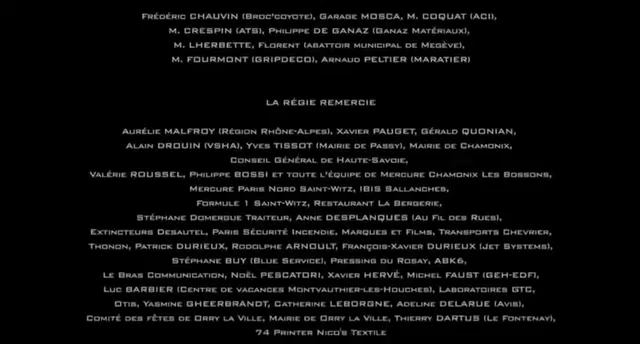 Frédéric CHAUVIN (Broc'coyote), Garage MOSCA, M. COQUAT (ACI),
M. CRESPIN (ATS), Philippe DE GANAZ (Ganaz Matériaux),
M. LHERBETTE, Florent (abattoir municipal de Megève),
M. FOURMONT (GRIPDECO), Arnaud PELTIER (MARATIER)
LA RÉGIE REMERCIE
Aurélie MALFROY (Région Rhône-Alpes), Xavier PAUGET, Gérald QUONIAN,
Alain DROUIN (VSHA), Yves TISSOT (Mairie de Passy), Mairie de Chamonix,
Conseil Général de Haute-Savoie,
Valérie ROUSSEL, Philippe BOSSI et toute l'équipe de Mercure Chamonix Les Bossons,
Mercure Paris Nord Saint-Witz, IBIS Sallanches,
Formule 1 Saint-Witz, Restaurant La Bergerie,
Stéphane Domergue Traiteur, Anne DESPLANQUES (Au Fil des Rues),
Extincteurs Desautel, Paris Sécurité Incendie, Marques et Films, Transports Chevrier,
Thonon, Patrick DURIEUX, Rodolphe ARNOULT, François-Xavier DURIEUX (Jet Systems),
Stéphane BUY (Blue Service), Pressing du Rosay, ABK6,
Le Bras Communication, Noël PESCATORI, Xavier HERVÉ, Michel FAUST (GEH-EDF),
Luc BARBIER (Centre de vacances Montvauthier-les-Houches), Laboratoires GTC,
Otis, Yasmine GHEERBRANDT, Catherine LEBORGNE, Adeline DELARUE (Avis),
Comité des fêtes de Orry la Ville, Mairie de Orry la Ville, Thierry DARTUS (Le Fontenay),
74 Printer Nico's Textile